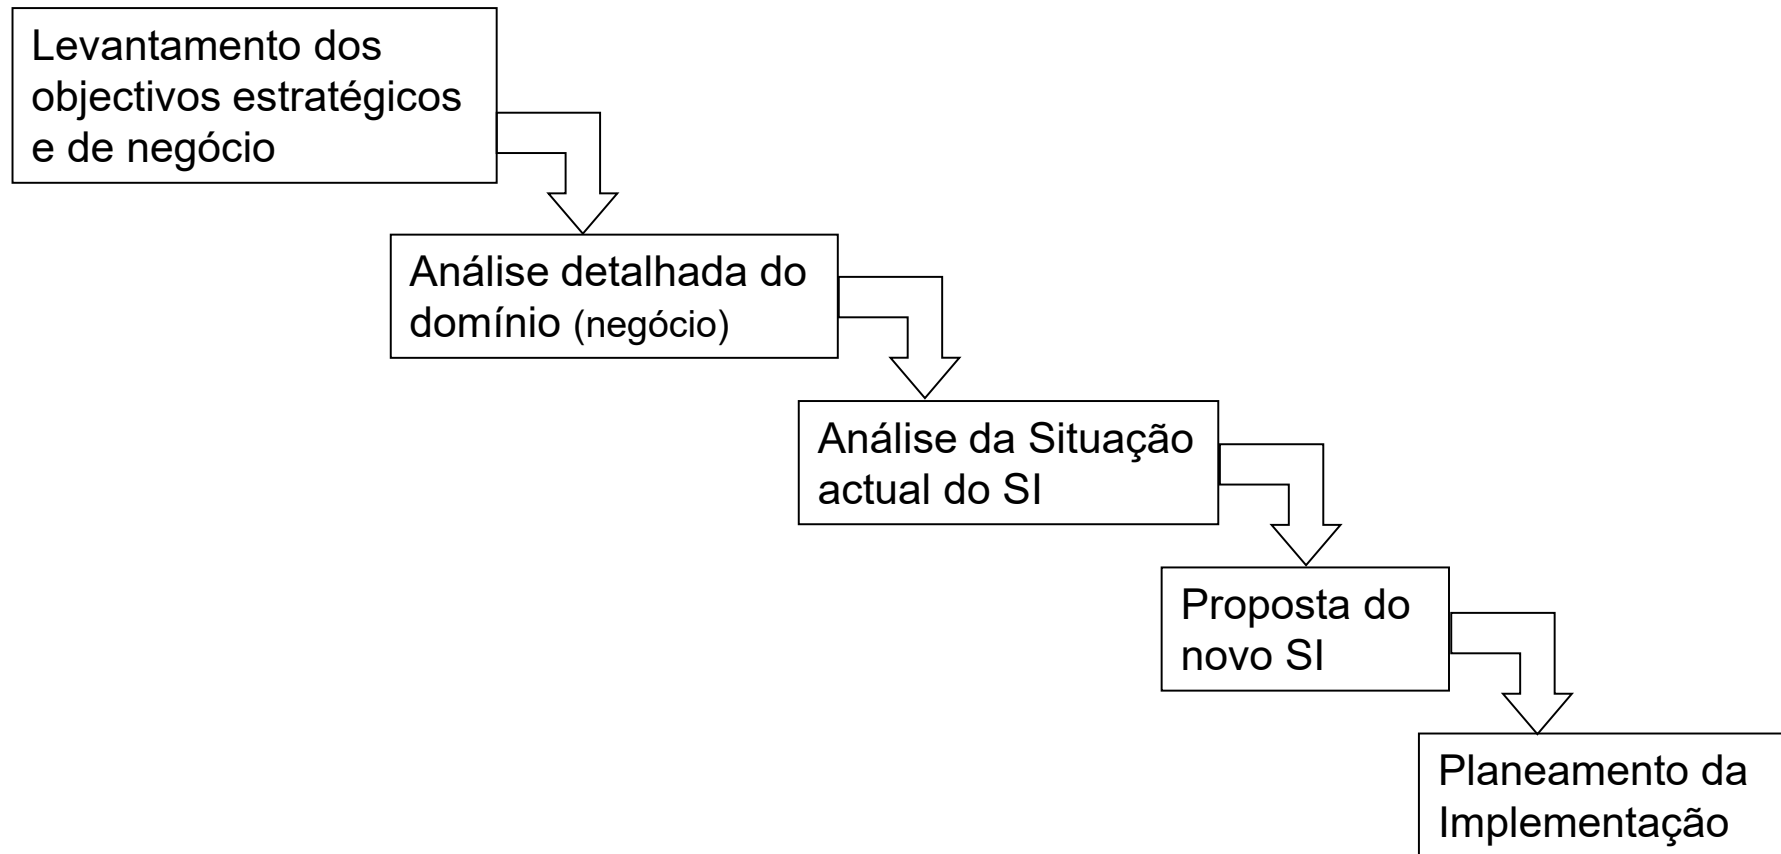 Levantamento dos
objectivos estratégicos
e de negócio
Análise detalhada do
domínio (negócio)
Análise da Situação
actual do SI
Proposta do
novo SI
Planeamento da
Implementação